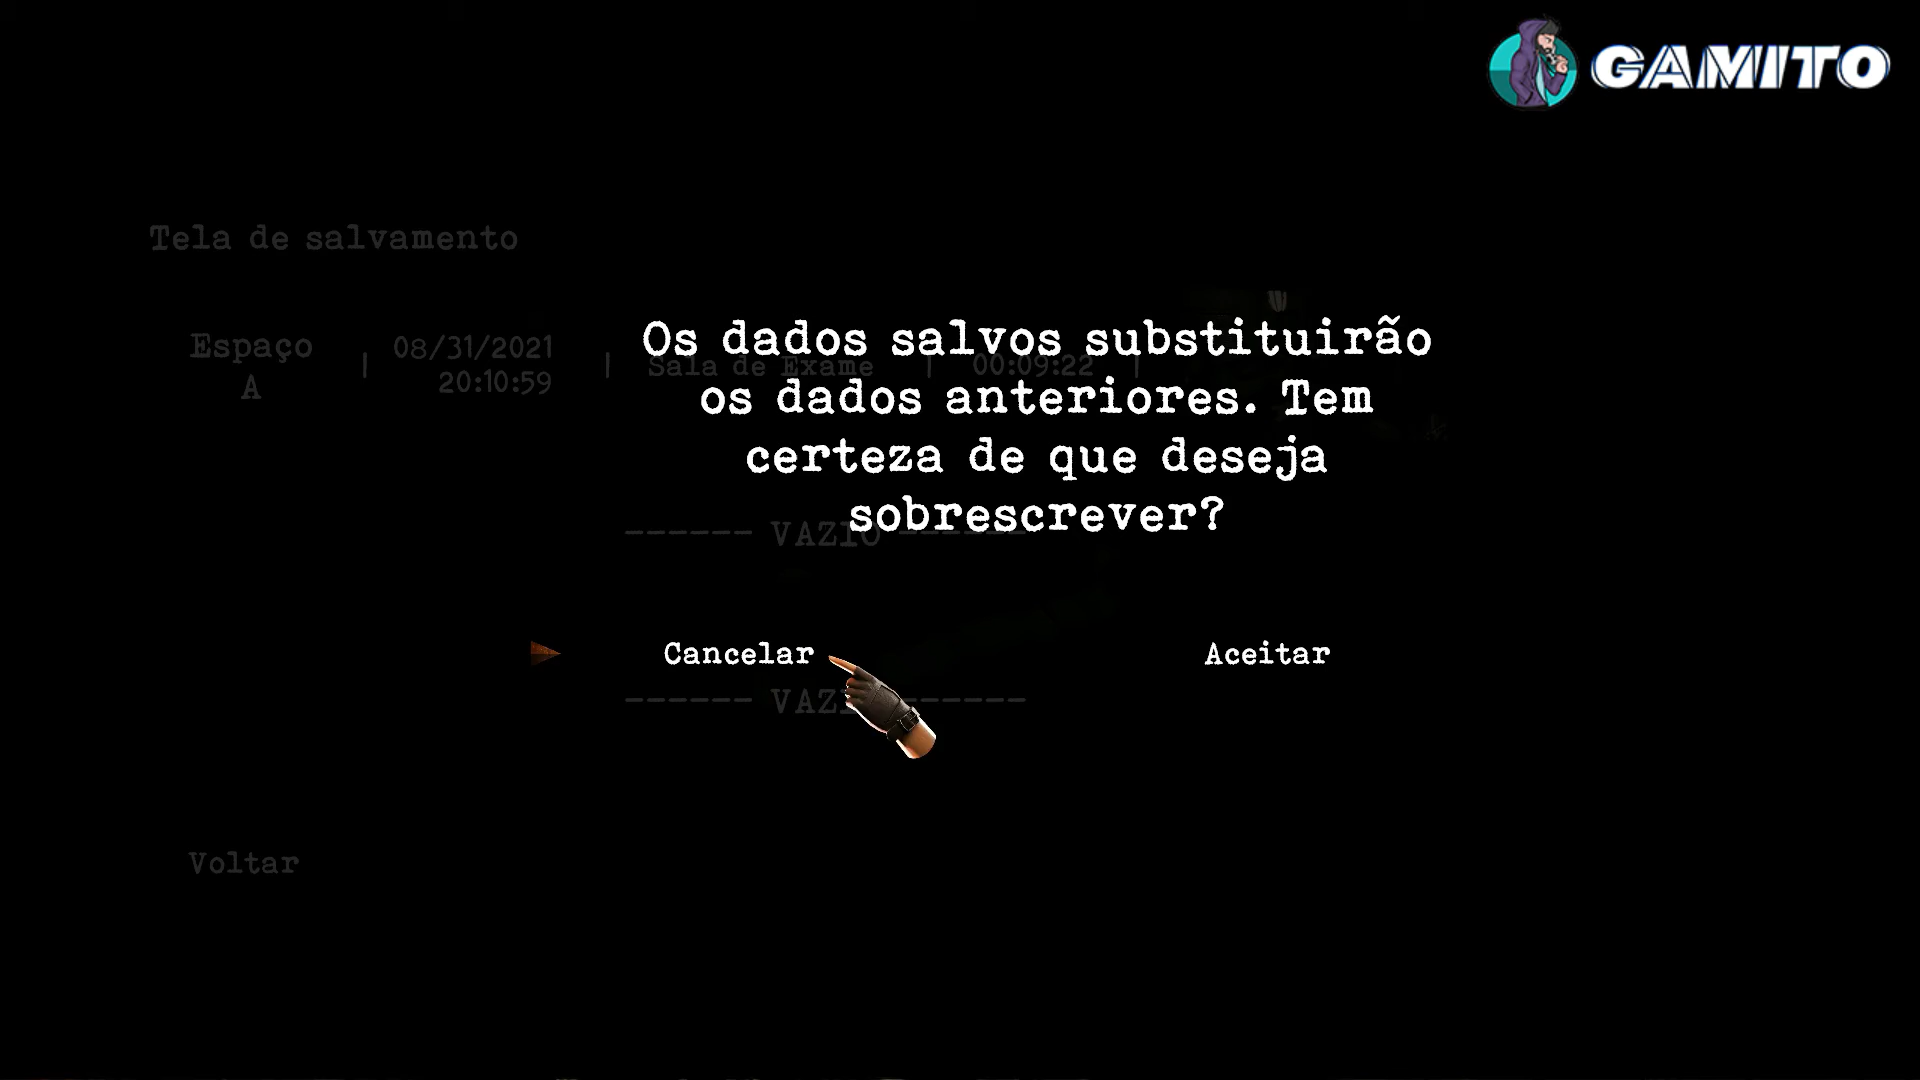 GAMITO
Tela de salvamento
Espaço
A
|
08/31/2021
20:10:59
|
Sala de Exame
|
00:09:22
|
Os dados salvos substituirão
os dados anteriores. Tem
certeza de que deseja
sobrescrever?
------ VAZIO ------
Cancelar
Aceitar
------ VAZ ------
Voltar